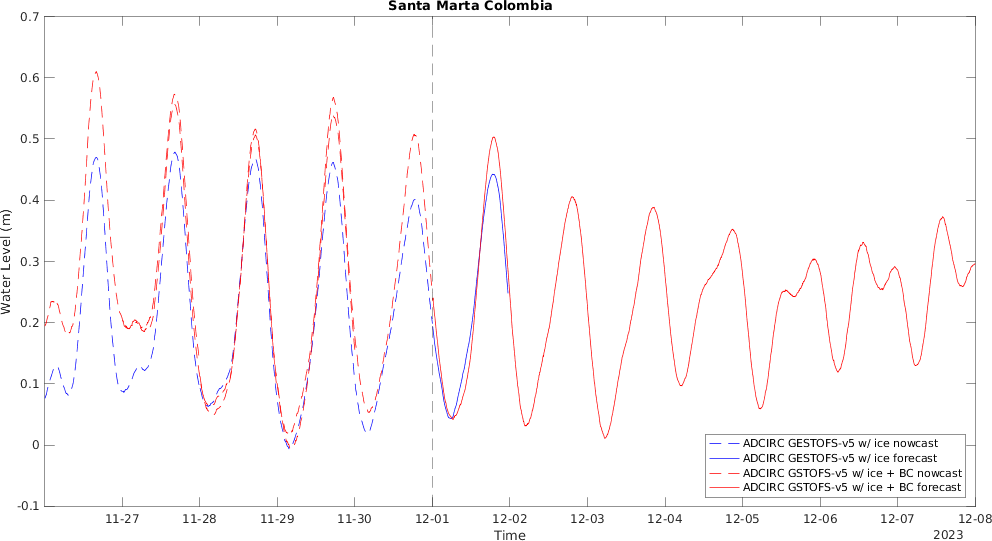 Santa Marta Colombia
0.7
0.6
0.5
0.4
0.3
0.2
0.1
0
-0.1
Water Level (m)
11-27 11-28 11-29 11-30 12-01 12-02 12-03 12-04 12-05 12-06 12-07 12-08
Time
2023
ADCIRC GESTOFS-v5 w/ ice nowcast
ADCIRC GESTOFS-v5 w/ ice forecast
ADCIRC GSTOFS-v5 w/ ice + BC nowcast
ADCIRC GSTOFS-v5 w/ ice + BC forecast